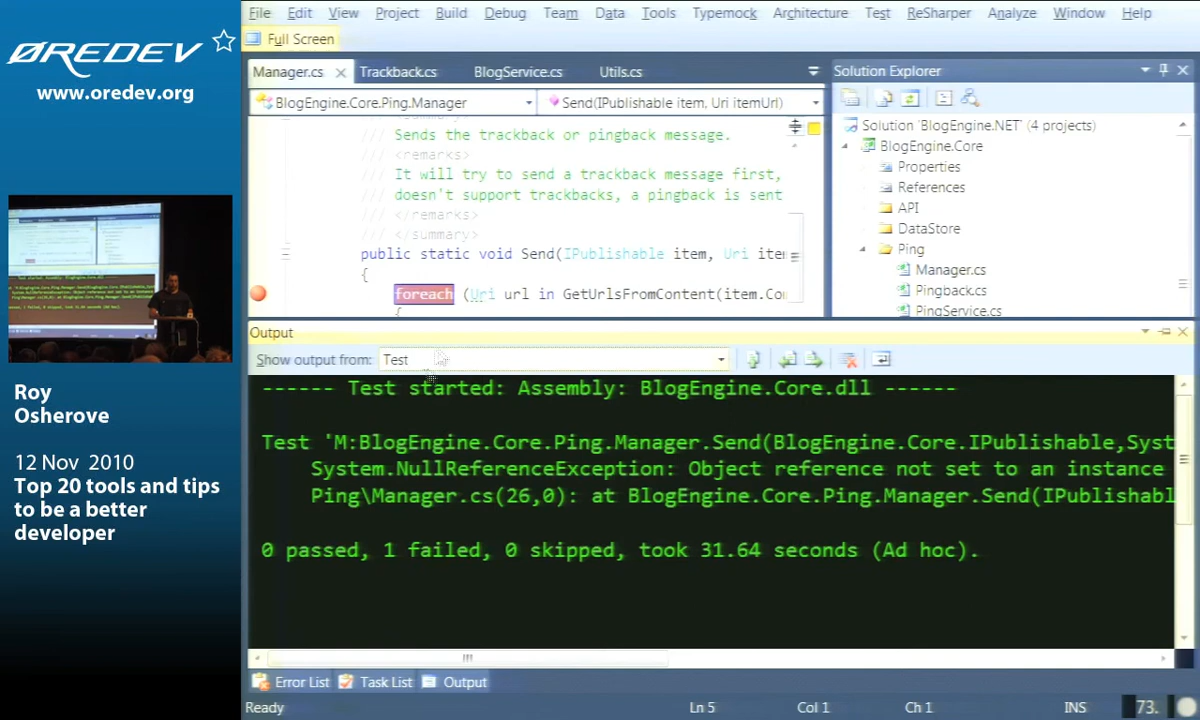 ØREDEV
www.oredev.org
Roy
Osherove
12 Nov 2010
Top 20 tools and tips
to be a better
developer
File Edit View Project Build Debug Team Data Tools Typemock Architecture Test ReSharper Analyze Window Help
Full Screen
Manager.cs Trackback.cs BlogService.cs Utils.cs
BlogEngine.Core.Ping.Manager Send(IPublishable item, Uri itemUrl)
/// Sends the trackback or pingback message.
/// <remarks>
/// It will try to send a trackback message first,
/// doesn't support trackbacks, a pingback is sent
/// </remarks>
/// </summary>
public static void Send(IPublishable item, Uri iter
{
foreach (Uri url in GetUrlsFromContent(item.Co
{
Solution Explorer
Solution 'BlogEngine.NET' (4 projects)
BlogEngine.Core
Properties
References
API
DataStore
Ping
Manager.cs
Pingback.cs
PingService.cs
Output
Show output from: Test
------ Test started: Assembly: BlogEngine.Core.dll ------
Test 'M:BlogEngine.Core.Ping.Manager.Send(BlogEngine.Core.IPublishable,Syst
System.NullReferenceException: Object reference not set to an instance
Ping\Manager.cs(26,0): at BlogEngine.Core.Ping.Manager.Send(IPublishabl
0 passed, 1 failed, 0 skipped, took 31.64 seconds (Ad hoc).
Error List Task List Output
Ready Ln 5 Col 1 Ch 1 INS 73.